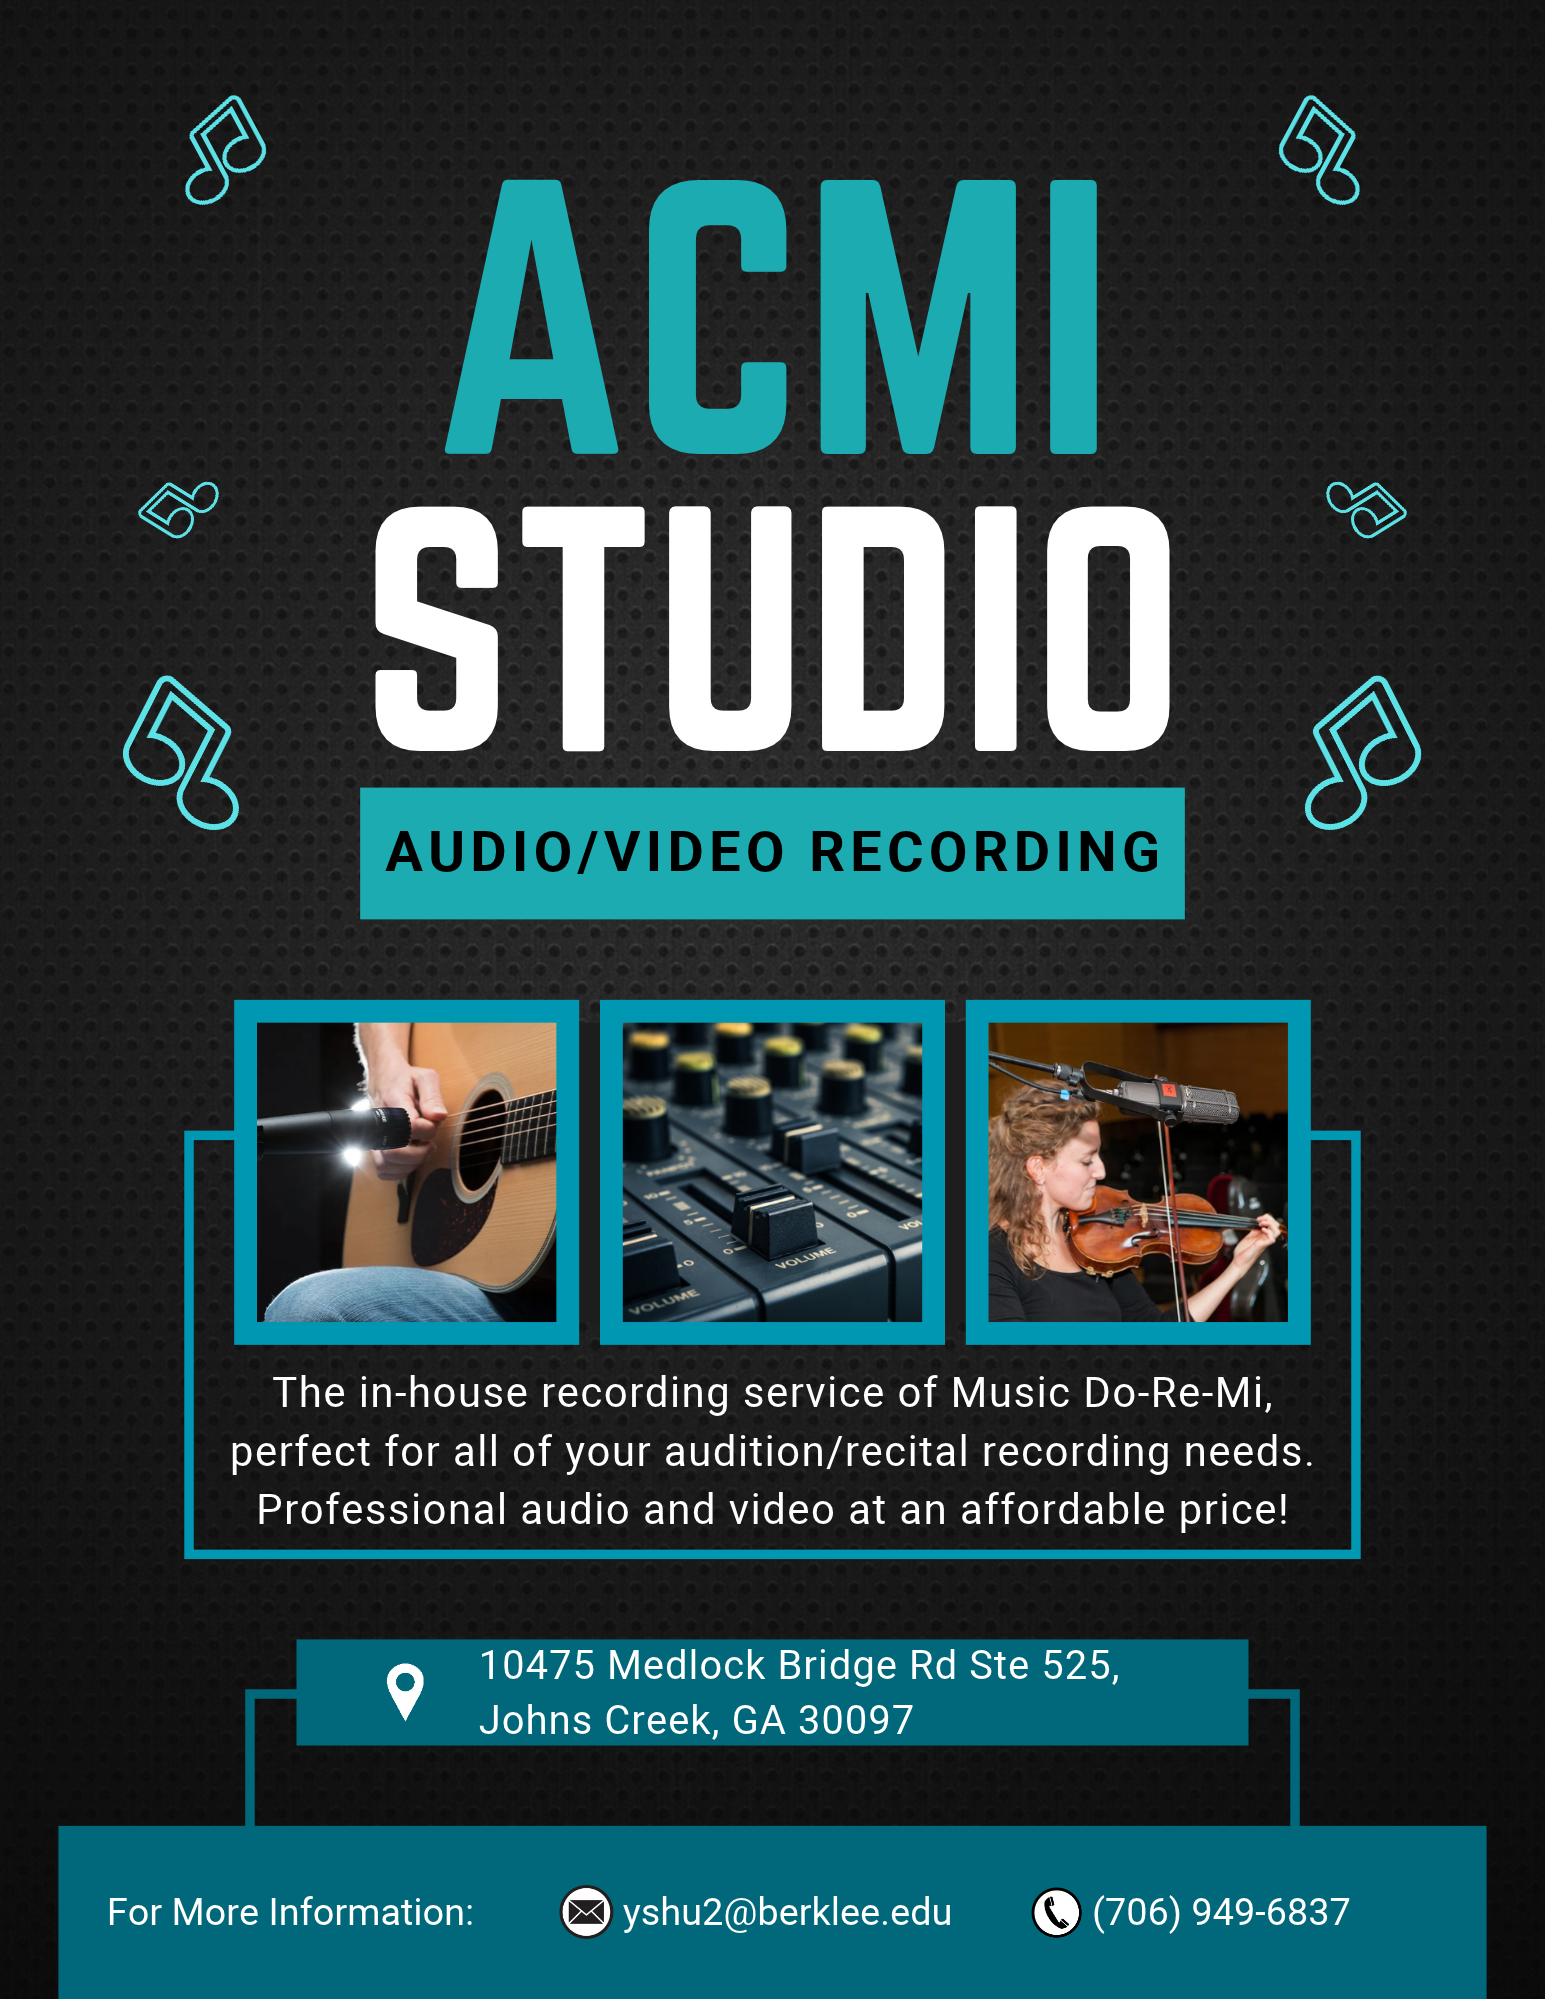 ACMI
STUDIO
AUDIO/VIDEO RECORDING
VOLUME
VOLUME
The in-house recording service of Music Do-Re-Mi,
perfect for all of your audition/recital recording needs.
Professional audio and video at an affordable price!
10475 Medlock Bridge Rd Ste 525,
Johns Creek, GA 30097
For More Information:
yshu2@berklee.edu
(706) 949-6837